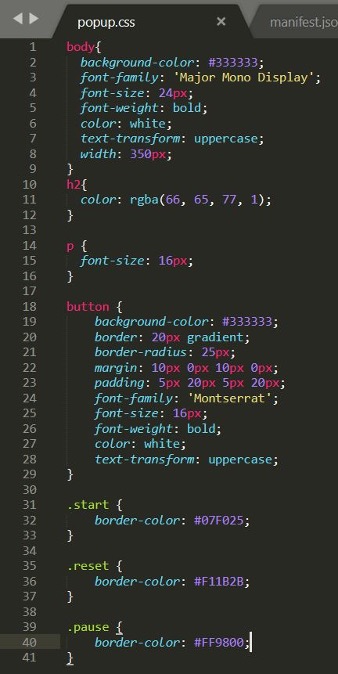 popup.css × manifest.jso
1 body{
2 background-color: #333333;
3 font-family: 'Major Mono Display';
4 font-size: 24px;
5 font-weight: bold;
6 color: white;
7 text-transform: uppercase;
8 width: 350px;
9 }
10 h2{
11 color: rgba(66, 65, 77, 1);
12 }
13
14 p {
15 font-size: 16px;
16 }
17
18 button {
19 background-color: #333333;
20 border: 20px gradient;
21 border-radius: 25px;
22 margin: 10px 0px 10px 0px;
23 padding: 5px 20px 5px 20px;
24 font-family: 'Montserrat';
25 font-size: 16px;
26 font-weight: bold;
27 color: white;
28 text-transform: uppercase;
29 }
30
31 .start {
32 border-color: #07F025;
33 }
34
35 .reset {
36 border-color: #F11B2B;
37 }
38
39 .pause {
40 border-color: #FF9800;
41 }